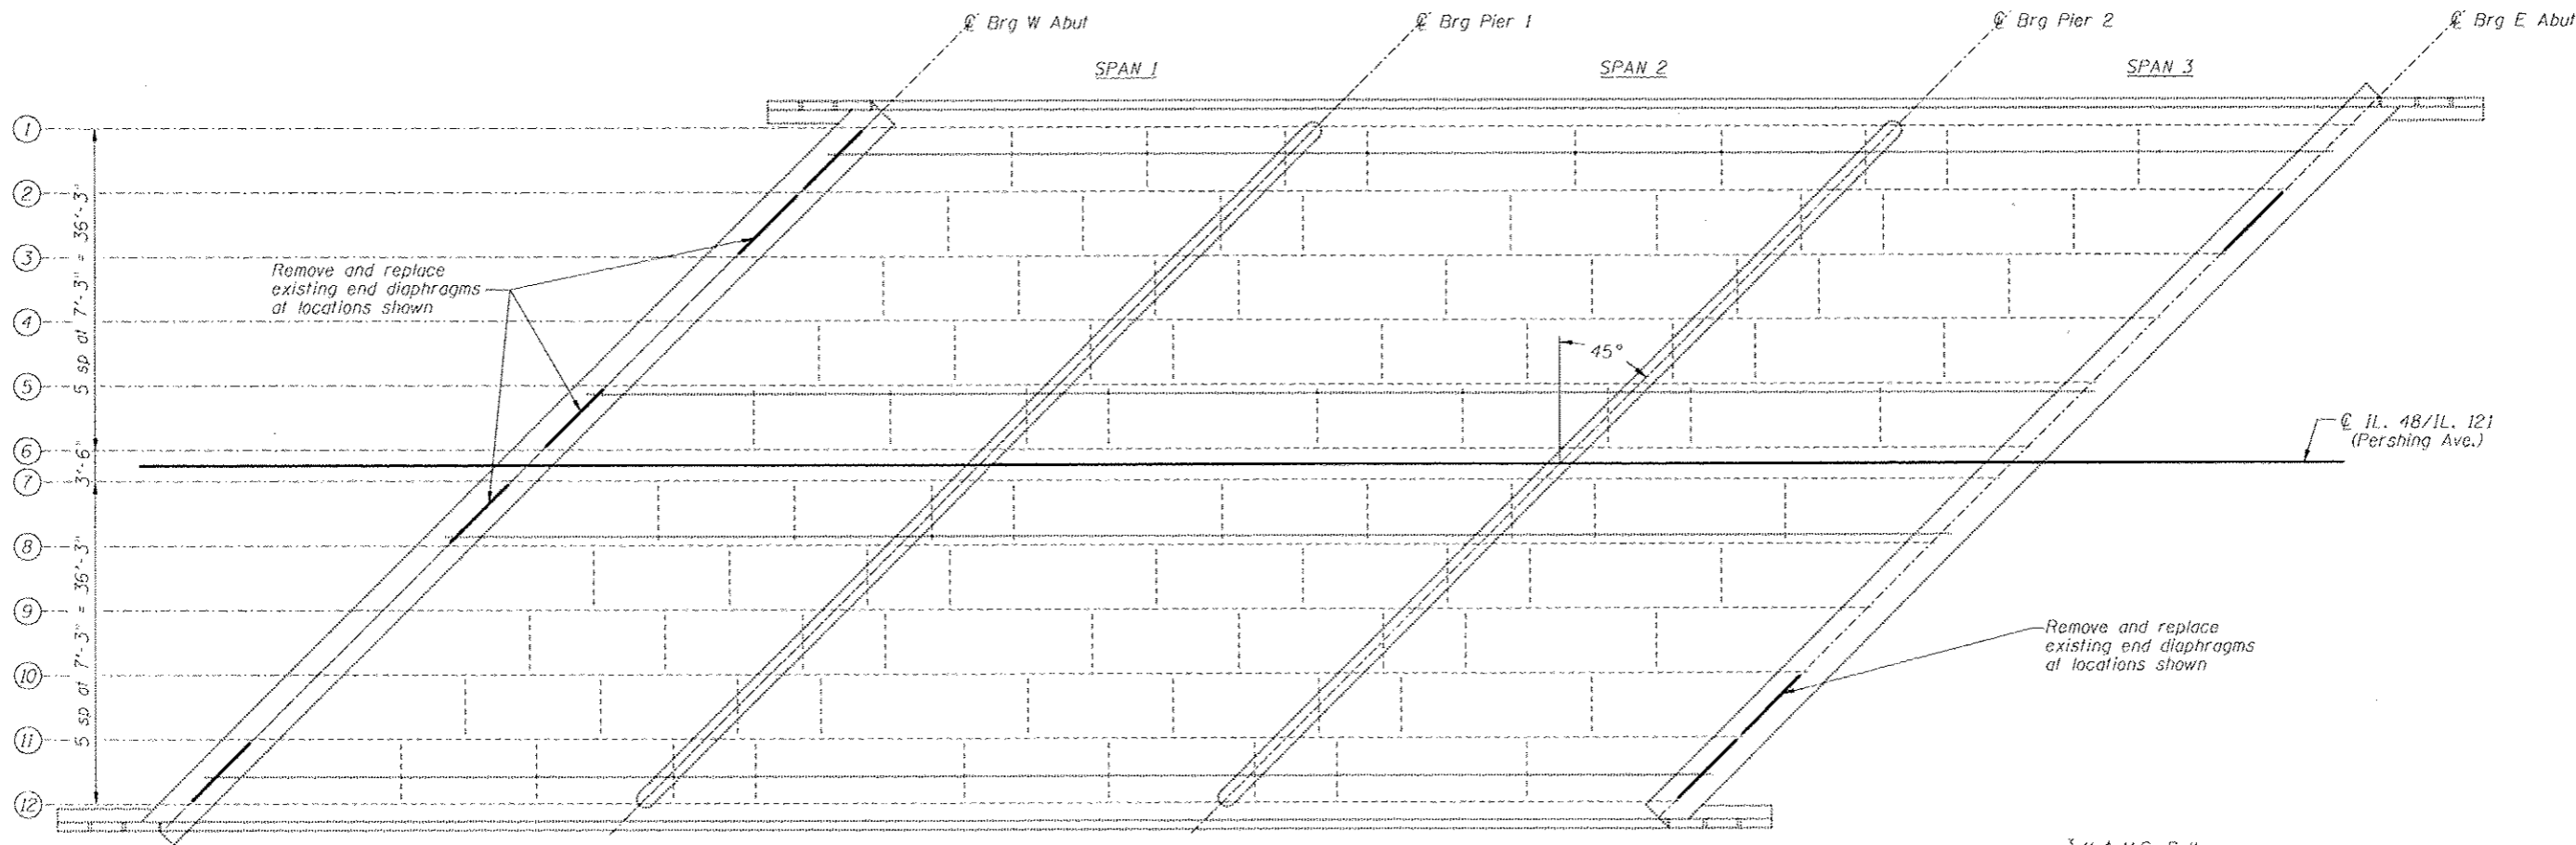 ℄ Brg W Abut
℄ Brg Pier 1
℄ Brg Pier 2
℄ Brg E Abut
SPAN 1
SPAN 2
SPAN 3
1
2
3
4
5
6
7
8
9
10
11
12
5 sp at 7'-3" = 36'-3"
3'-6"
5 sp at 7'-3" = 36'-3"
Remove and replace
existing end diaphragms
at locations shown
45°
℄ IL. 48/IL. 121
(Pershing Ave.)
Remove and replace
existing end diaphragms
at locations shown